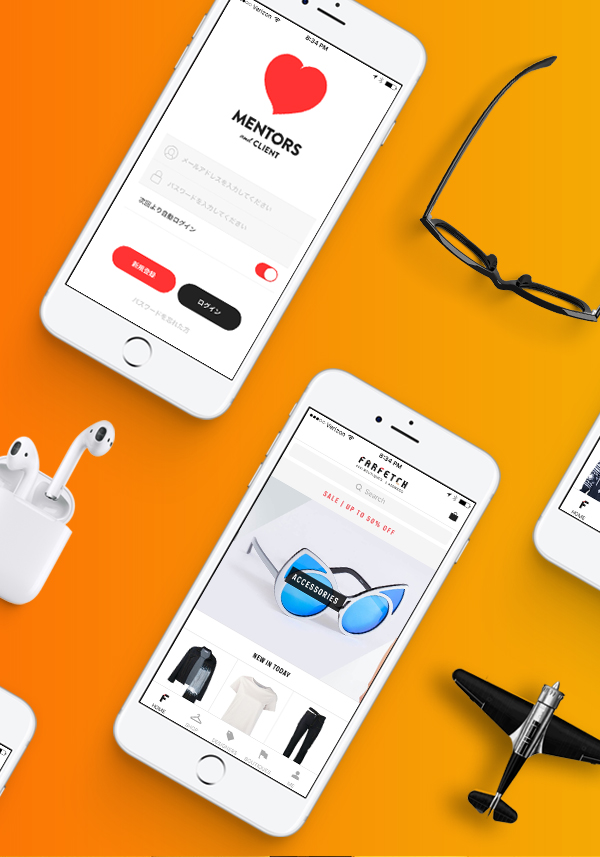 Verizon
8:34 PM
MENTORS
and CLIENT
メールアドレスを入力してください
パスワードを入力してください
次回より自動ログイン
新規登録
ログイン
パスワードを忘れた方
Verizon
8:34 PM
FARFETCH
Search
SALE | UP TO 50% OFF
ACCESSORIES
NEW IN TODAY
F
HOME
SHOP
DESIGNERS
BOUTIQUES
ME
F
HOME